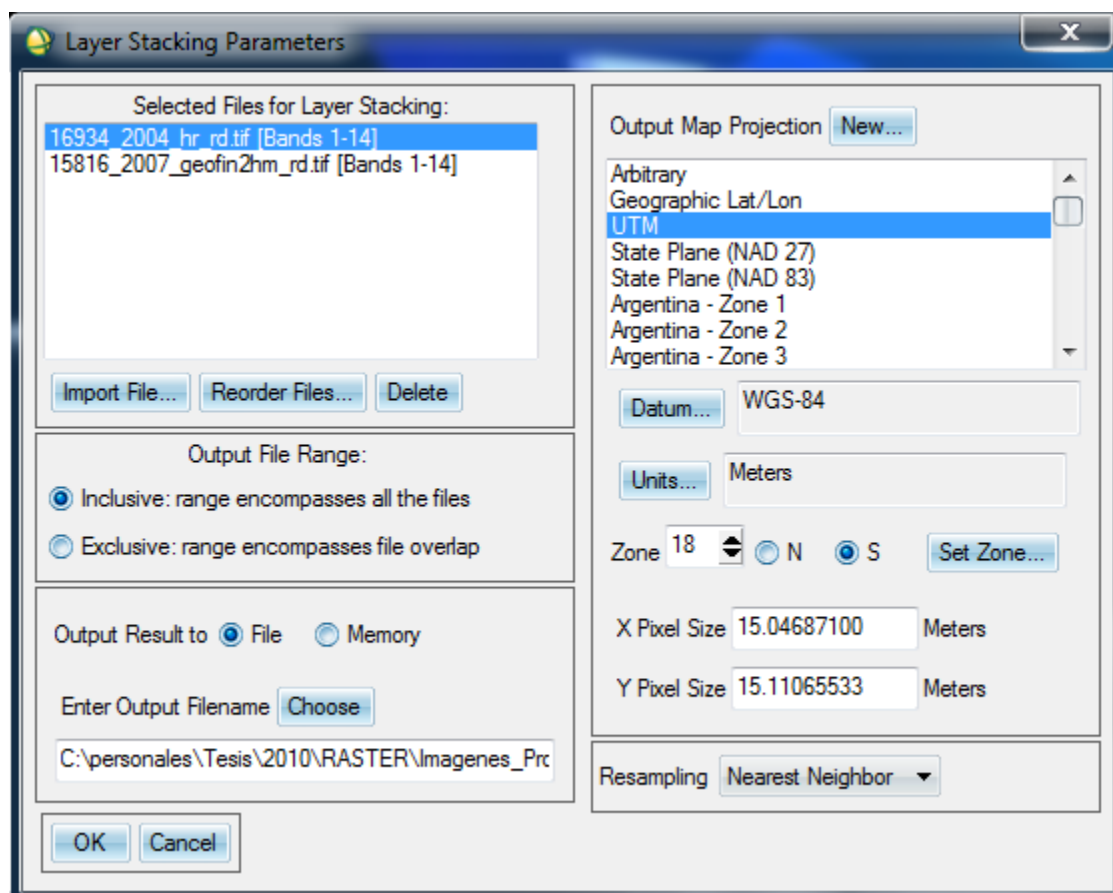 Layer Stacking Parameters
x
Selected Files for Layer Stacking:
16934_2004_hr_rd.tif [Bands 1-14]
15816_2007_geofin2hm_rd.tif [Bands 1-14]
Import File... Reorder Files... Delete
Output File Range:
Inclusive: range encompasses all the files
Exclusive: range encompasses file overlap
Output Result to File Memory
Enter Output Filename Choose
C:\personales\Tesis\2010\RASTER\Imagenes_Prc
OK Cancel
Output Map Projection New...
Arbitrary
Geographic Lat/Lon
UTM
State Plane (NAD 27)
State Plane (NAD 83)
Argentina - Zone 1
Argentina - Zone 2
Argentina - Zone 3
Datum... WGS-84
Units... Meters
Zone 18 N S Set Zone...
X Pixel Size 15.04687100 Meters
Y Pixel Size 15.11065533 Meters
Resampling Nearest Neighbor